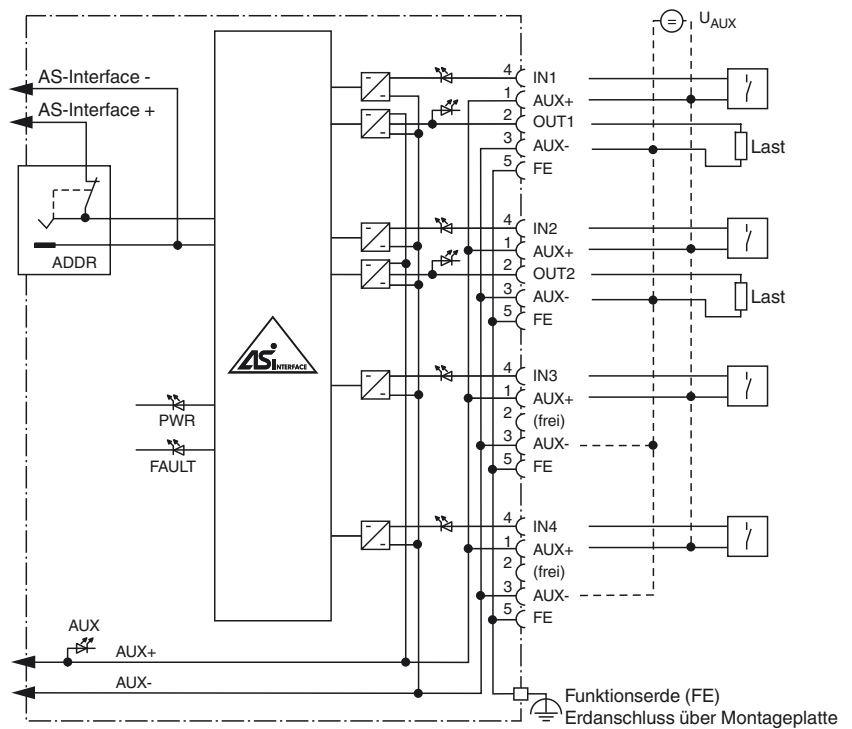 U AUX
AS-Interface -
AS-Interface +
ADDR
ASi INTERFACE
PWR
FAULT
4 IN1
1 AUX+
2 OUT1
3 AUX-
5 FE
Last
4 IN2
1 AUX+
2 OUT2
3 AUX-
5 FE
Last
4 IN3
1 AUX+
2 (frei)
3 AUX-
5 FE
4 IN4
1 AUX+
2 (frei)
3 AUX-
5 FE
AUX
AUX+
AUX-
Funktionserde (FE)
Erdanschluss über Montageplatte